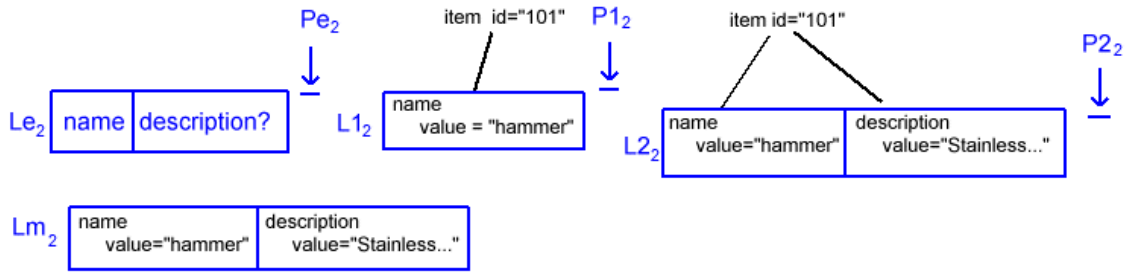 Pe2
item id="101"
P12
item id="101"
P22
Le2
name
description?
L12
name
value = "hammer"
L22
name
value="hammer"
description
value="Stainless..."
Lm2
name
value="hammer"
description
value="Stainless..."